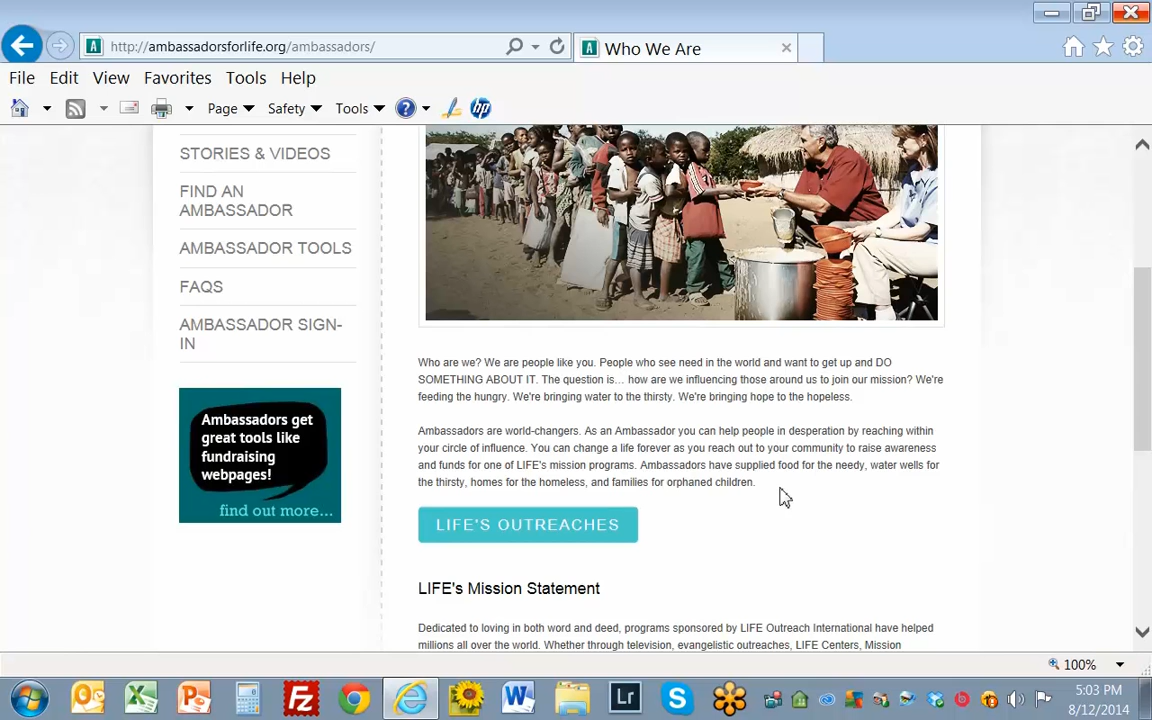 http://ambassadorsforlife.org/ambassadors/
Who We Are
File Edit View Favorites Tools Help
Page Safety Tools
STORIES & VIDEOS
FIND AN
AMBASSADOR
AMBASSADOR TOOLS
FAQS
AMBASSADOR SIGN-
IN
Ambassadors get
great tools like
fundraising
webpages!
find out more...
Who are we? We are people like you. People who see need in the world and want to get up and DO
SOMETHING ABOUT IT. The question is... how are we influencing those around us to join our mission? We're
feeding the hungry. We're bringing water to the thirsty. We're bringing hope to the hopeless.
Ambassadors are world-changers. As an Ambassador you can help people in desperation by reaching within
your circle of influence. You can change a life forever as you reach out to your community to raise awareness
and funds for one of LIFE's mission programs. Ambassadors have supplied food for the needy, water wells for
the thirsty, homes for the homeless, and families for orphaned children.
LIFE'S OUTREACHES
LIFE's Mission Statement
Dedicated to loving in both word and deed, programs sponsored by LIFE Outreach International have helped
millions all over the world. Whether through television, evangelistic outreaches, LIFE Centers, Mission
100%
5:03 PM
8/12/2014